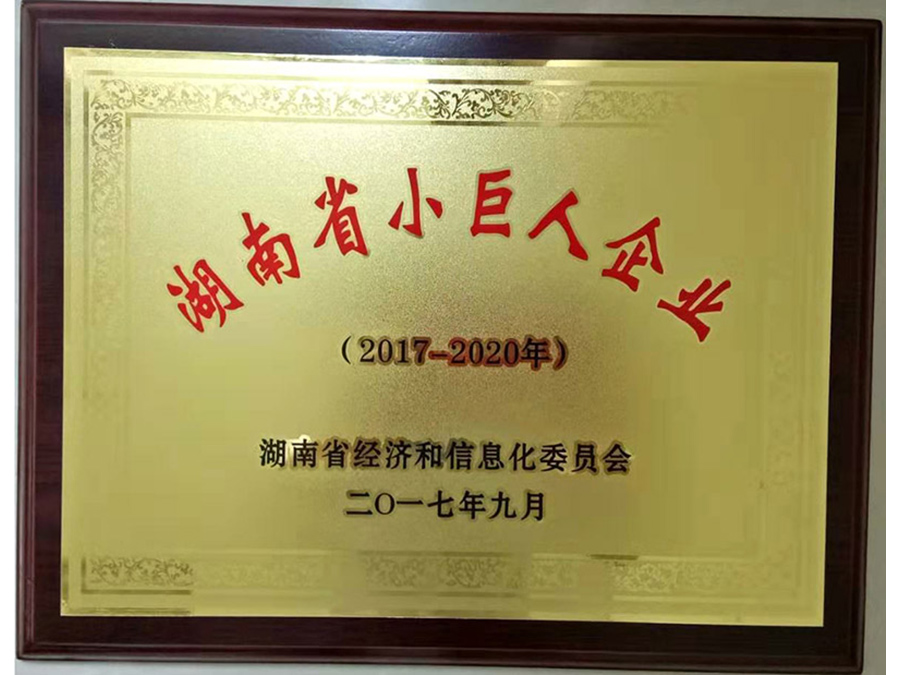 湖南省小巨人企业
（2017-2020年）
湖南省经济和信息化委员会
二〇一七年九月